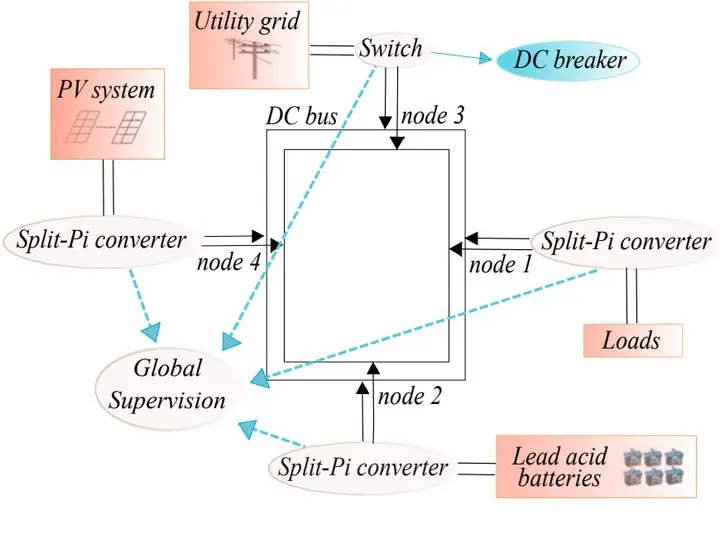 Utility grid
Switch
DC breaker
PV system
DC bus
node 3
Split-Pi converter
node 4
node 1
Split-Pi converter
Loads
Global
Supervision
node 2
Split-Pi converter
Lead acid
batteries